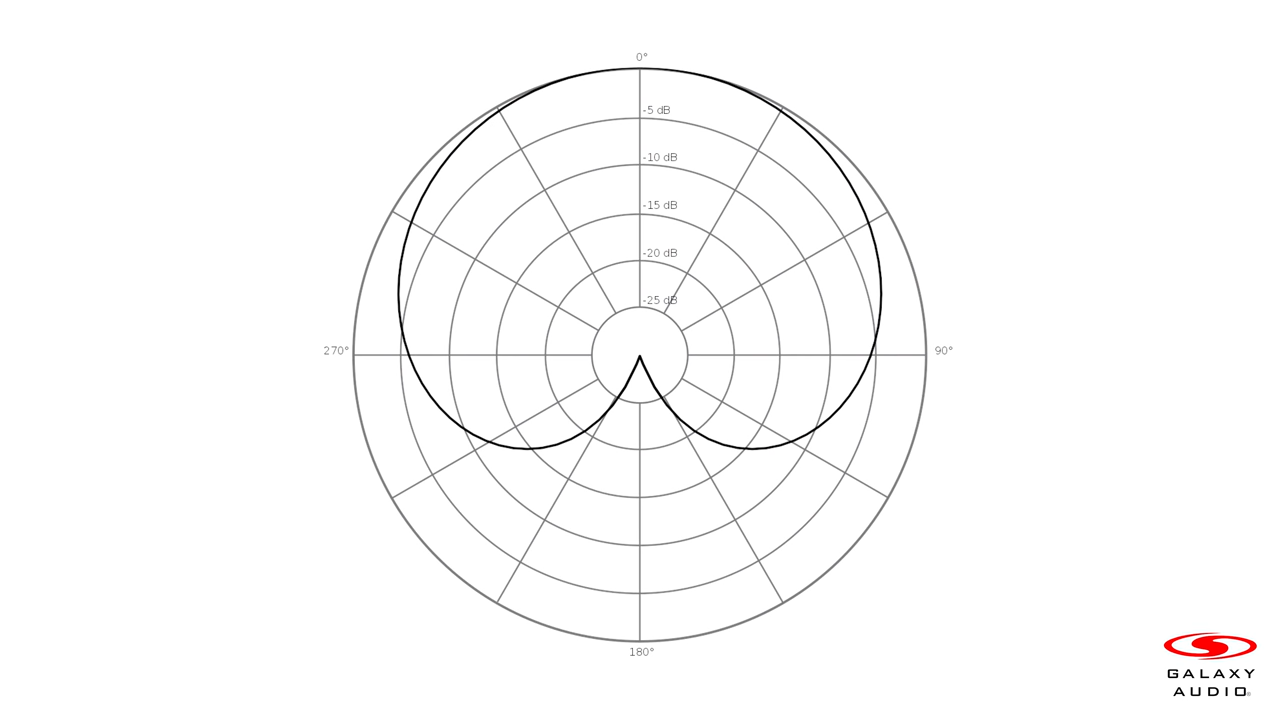 0°
-5 dB
-10 dB
-15 dB
-20 dB
-25 dB
270°
90°
180°
GALAXY
AUDIO®